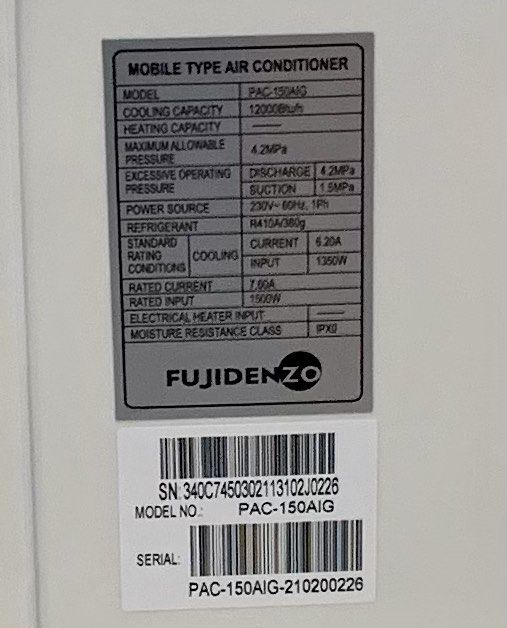 MOBILE TYPE AIR CONDITIONER
MODEL PAC-150AIG
COOLING CAPACITY 12000Btu/h
HEATING CAPACITY ——
MAXIMUM ALLOWABLE
PRESSURE 4.2MPa
EXCESSIVE OPERATING
PRESSURE
DISCHARGE 4.2MPa
SUCTION 1.5MPa
POWER SOURCE 230V~ 60Hz, 1Ph
REFRIGERANT R410A/380g
STANDARD
RATING
CONDITIONS
COOLING
CURRENT 6.20A
INPUT 1350W
RATED CURRENT
RATED INPUT 1500W
ELECTRICAL HEATER INPUT ——
MOISTURE RESISTANCE CLASS IPX0
FUJIDENZO
SN: 340C7450302113102J0226
MODEL NO.: PAC-150AIG
SERIAL:
PAC-150AIG-210200226